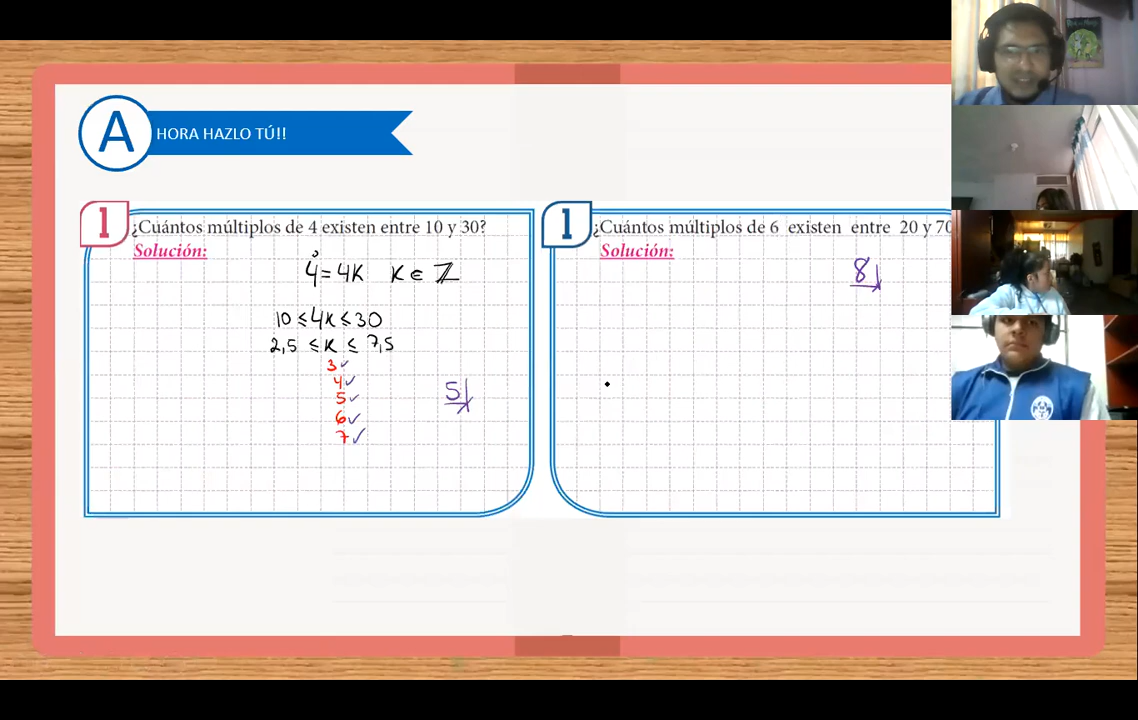 A
HORA HAZLO TÚ!!
1
¿Cuántos múltiplos de 4 existen entre 10 y 30?
Solución:
4̊ = 4K K ∈ ℤ
10 ≤ 4K ≤ 30
2,5 ≤ K ≤ 7,5
3 ✓
4 ✓
5 ✓
6 ✓
7 ✓
5
1
¿Cuántos múltiplos de 6 existen entre 20 y 70
Solución:
8